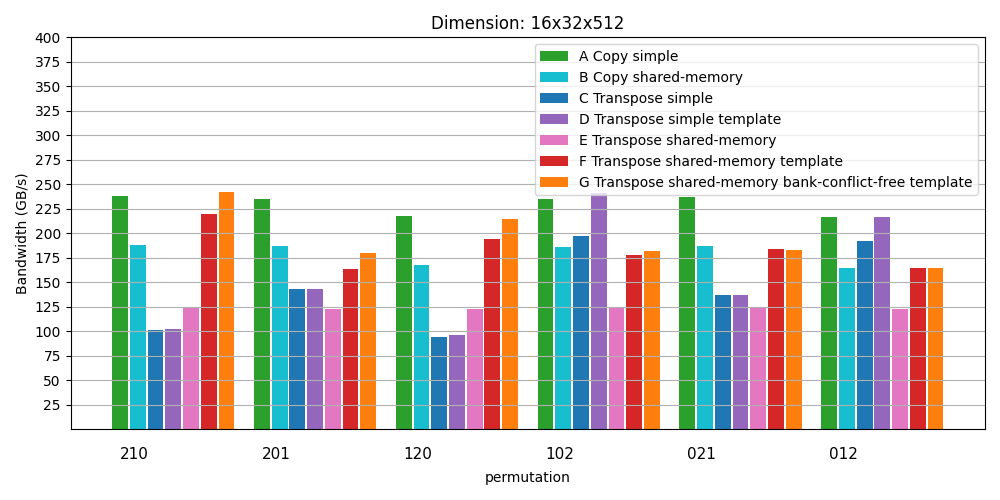 Dimension: 16x32x512
400
375
350
325
300
275
250
225
200
175
150
125
100
75
50
25
Bandwidth (GB/s)
A Copy simple
B Copy shared-memory
C Transpose simple
D Transpose simple template
E Transpose shared-memory
F Transpose shared-memory template
G Transpose shared-memory bank-conflict-free template
210 201 120 102 021 012
permutation